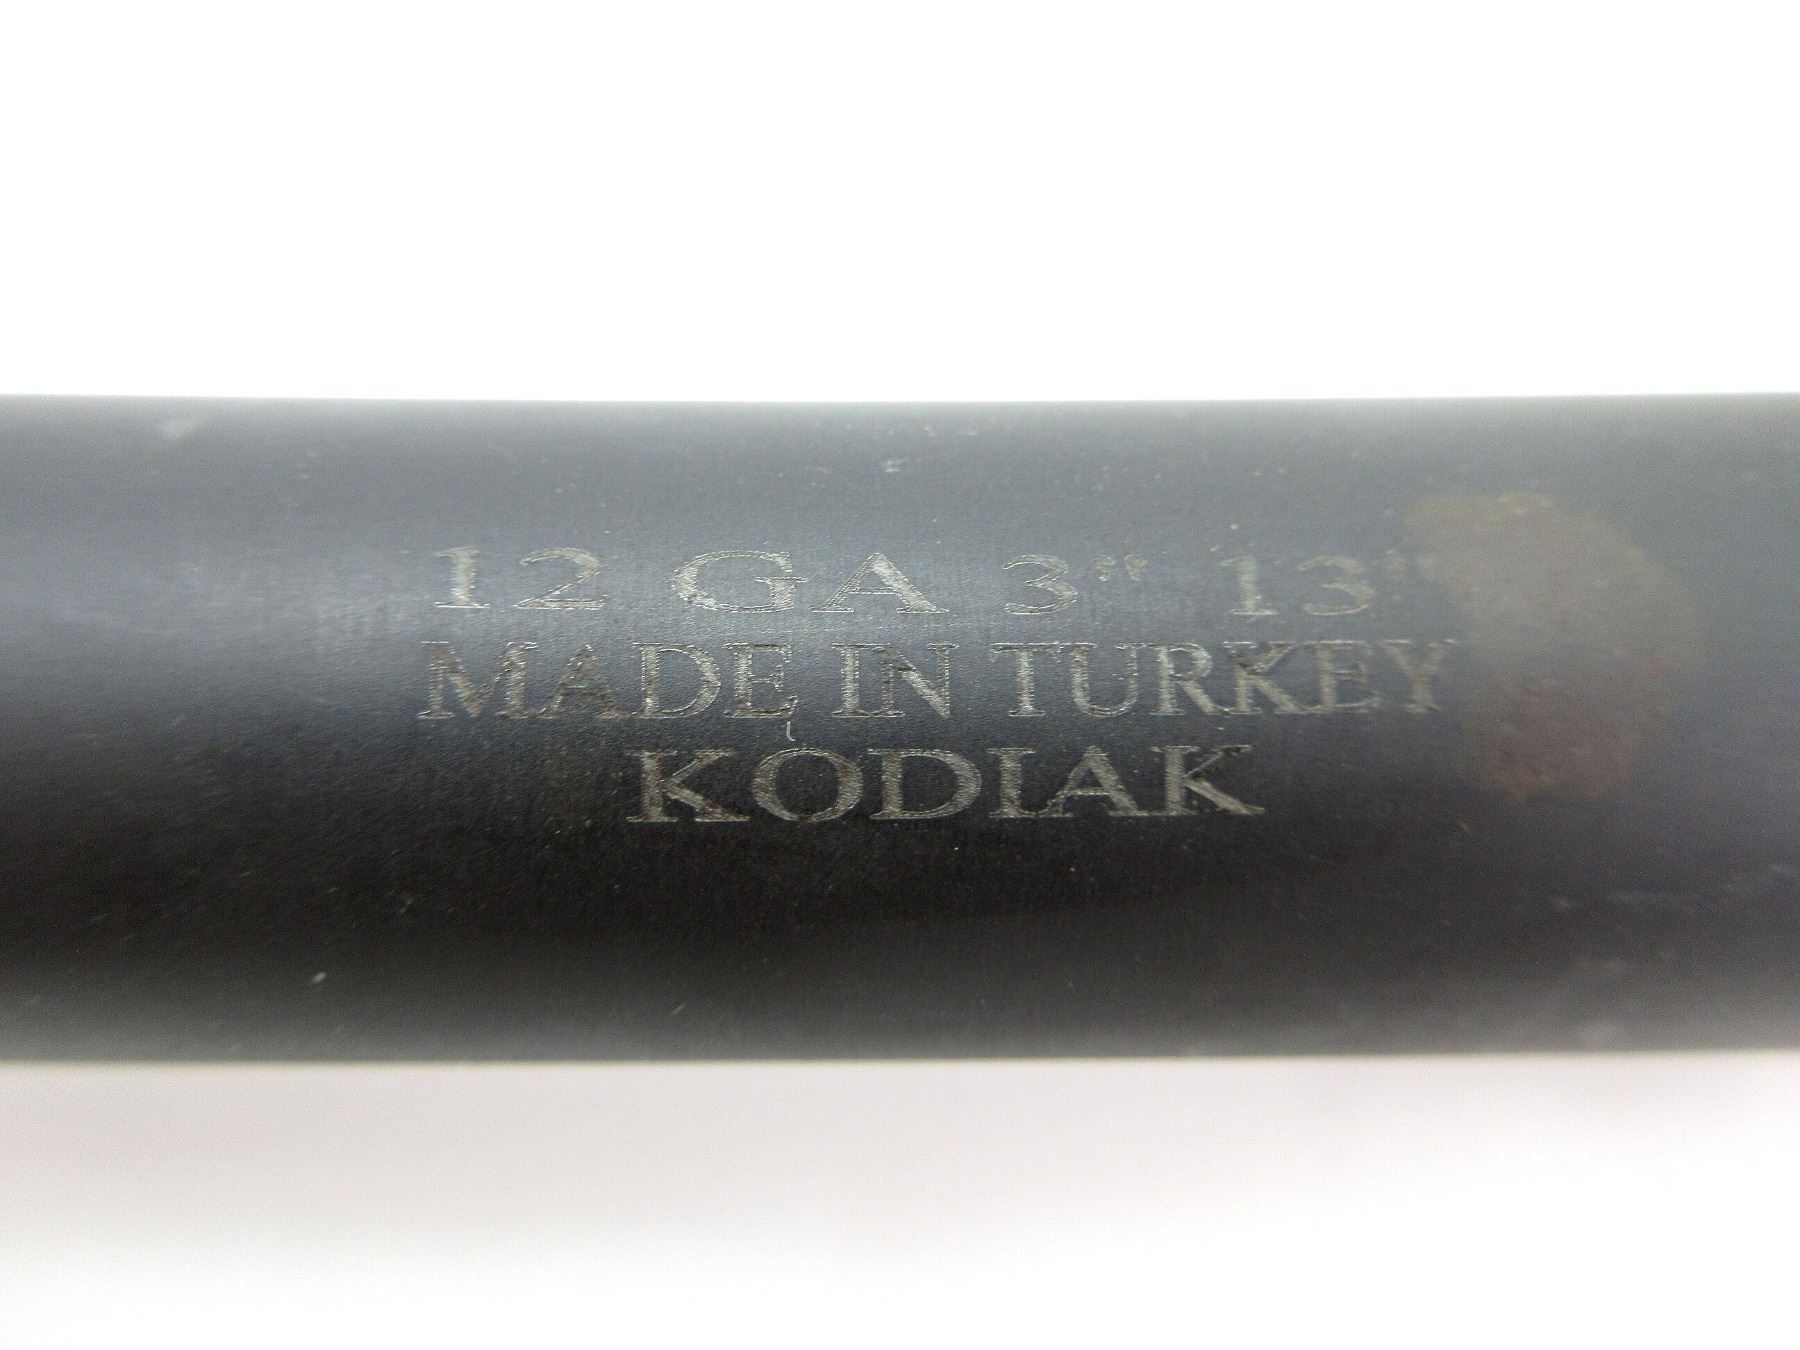 12 GA 3" 13"
MADE IN TURKEY
KODIAK